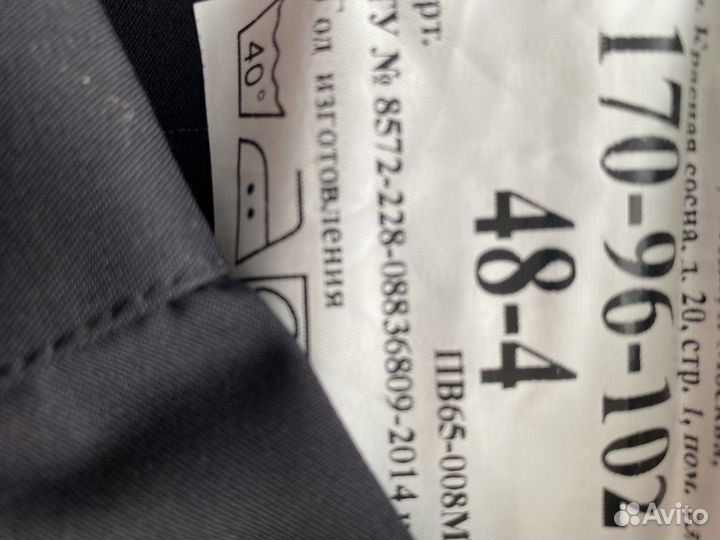 Красная сосна, д. 20, стр. 1, пом.
170-96-102
48-4
рт. ПВ65-008М
ТУ № 8572-228-08836809-2014
Год изготовления
40°
Avito